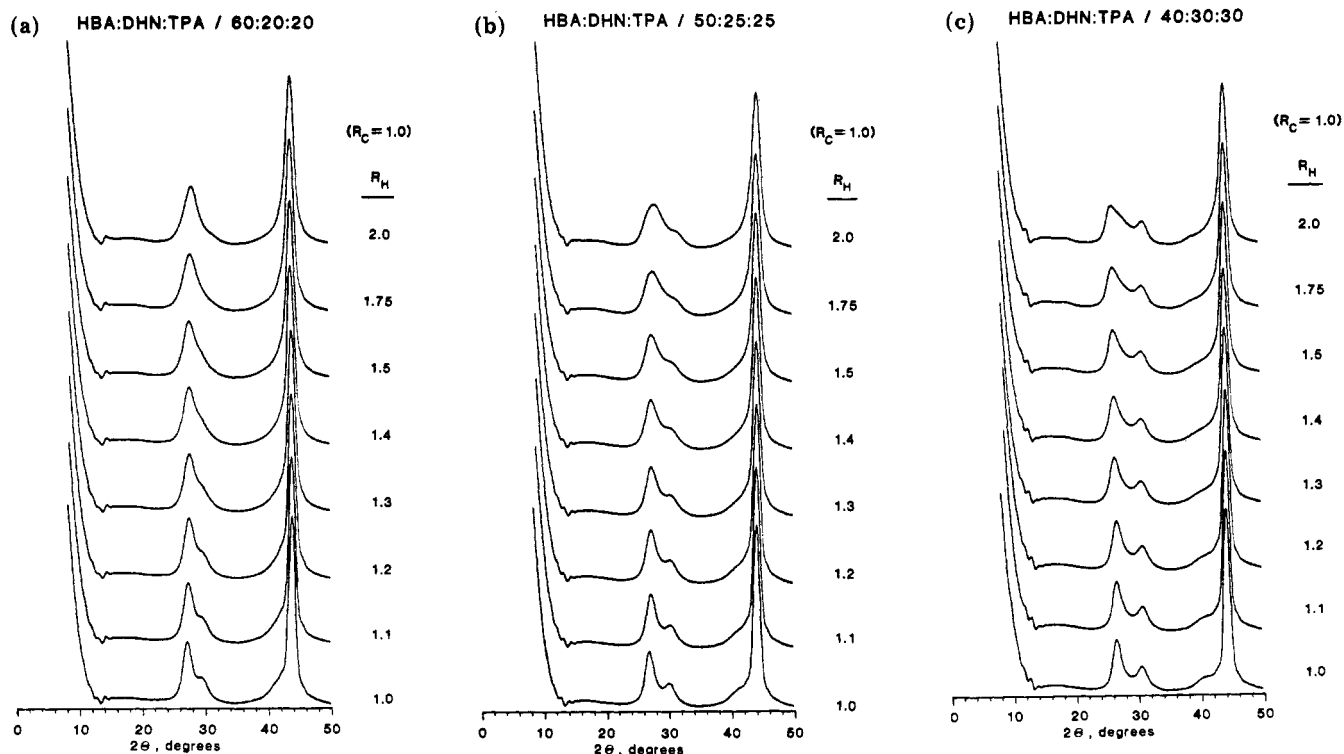 (a) HBA:DHN:TPA / 60:20:20
(R_C = 1.0)
R_H
2.0
1.75
1.5
1.4
1.3
1.2
1.1
1.0
0 10 20 30 40 50
2Θ, degrees
(b) HBA:DHN:TPA / 50:25:25
(R_C = 1.0)
R_H
2.0
1.75
1.5
1.4
1.3
1.2
1.1
1.0
0 10 20 30 40 50
2Θ, degrees
(c) HBA:DHN:TPA / 40:30:30
(R_C = 1.0)
R_H
2.0
1.75
1.5
1.4
1.3
1.2
1.1
1.0
0 10 20 30 40 50
2Θ, degrees